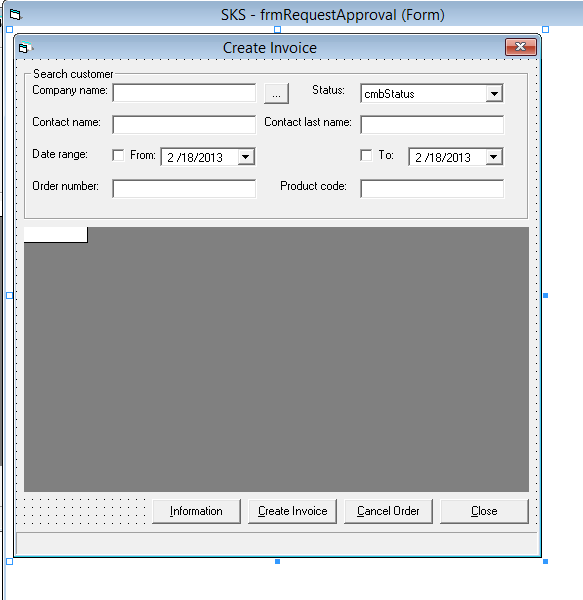 SKS - frmRequestApproval (Form)
Create Invoice
Search customer
Company name: ... Status: cmbStatus
Contact name: Contact last name:
Date range: From: 2 /18/2013 To: 2 /18/2013
Order number: Product code:
Information Create Invoice Cancel Order Close